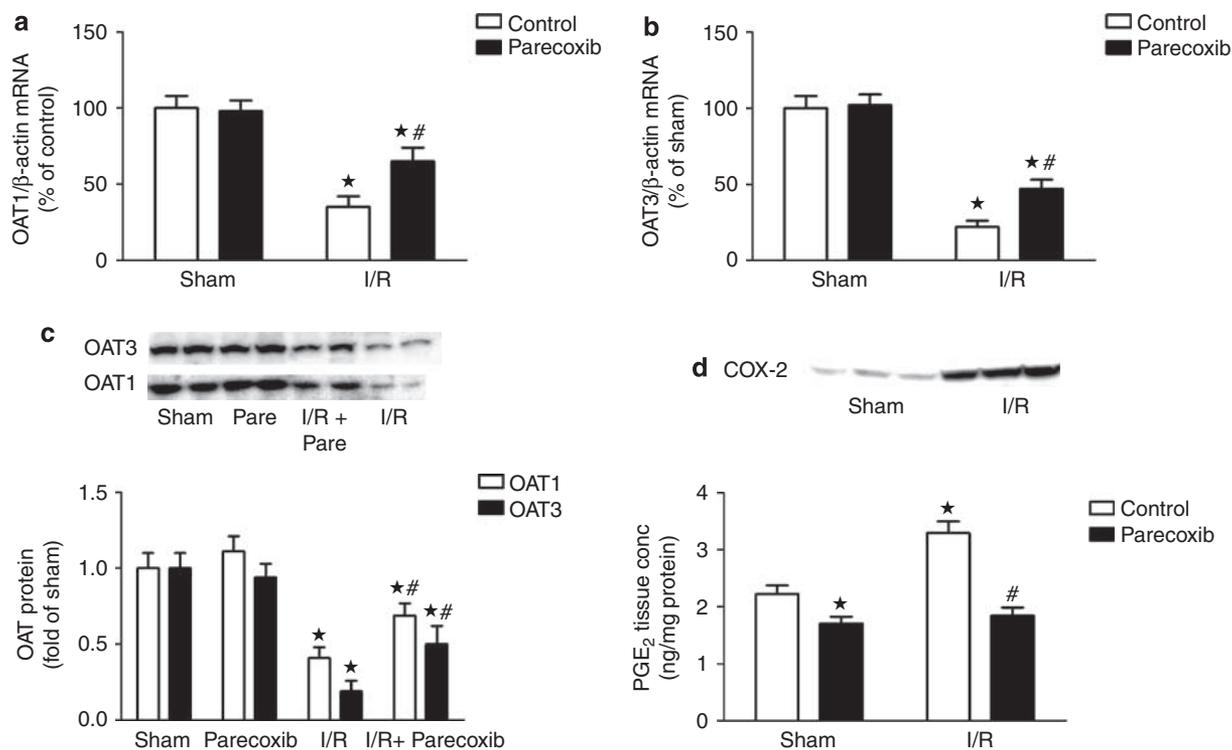 a
150
100
50
0
OAT1/β-actin mRNA
(% of control)
Control
Parecoxib
★
★ #
Sham
I/R
b
150
100
50
0
OAT3/β-actin mRNA
(% of sham)
Control
Parecoxib
★
★ #
Sham
I/R
c
OAT3
OAT1
Sham
Pare
I/R +
Pare
I/R
1.5
1.0
0.5
0.0
OAT protein
(fold of sham)
OAT1
OAT3
★
★
★ #
★ #
Sham
Parecoxib
I/R
I/R+ Parecoxib
d
COX-2
Sham
I/R
4
3
2
1
0
PGE₂ tissue conc
(ng/mg protein)
Control
Parecoxib
★
★
#
Sham
I/R